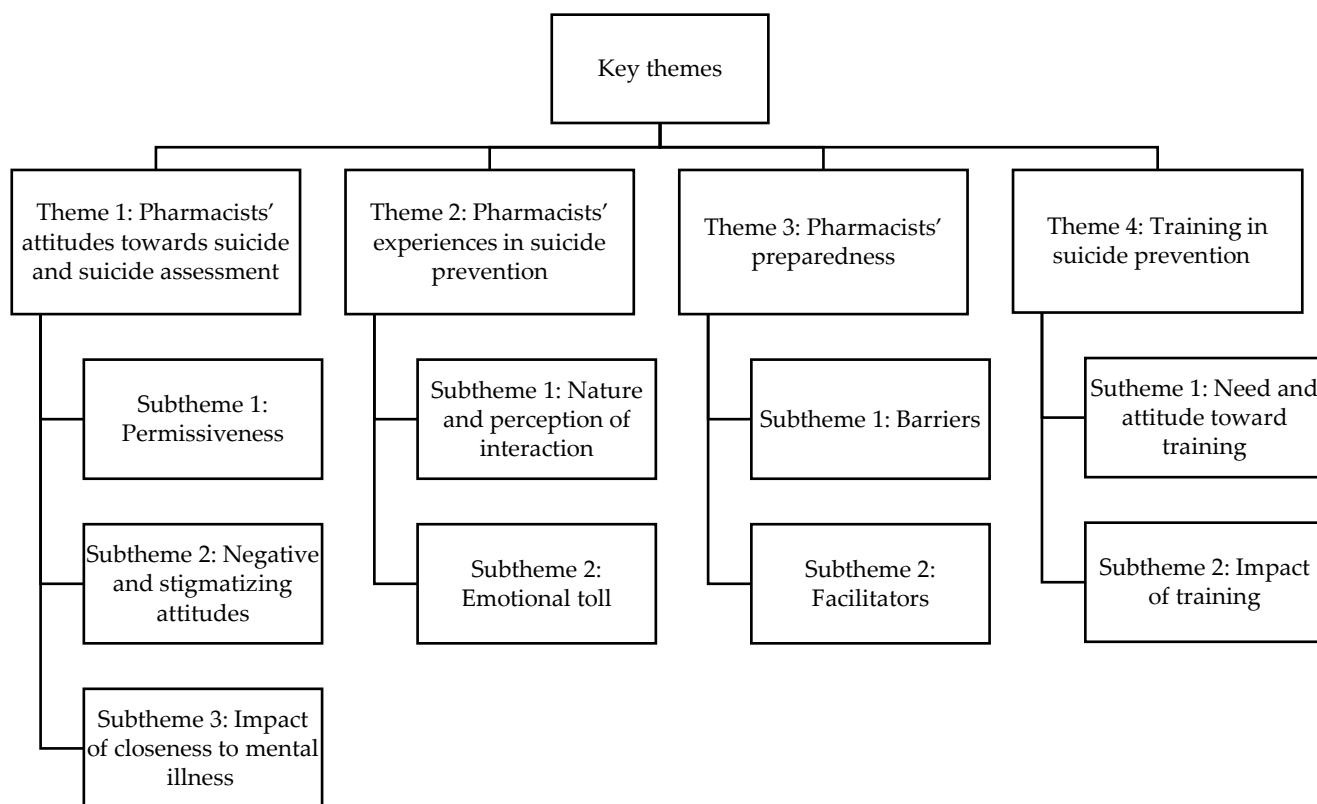 Key themes
Theme 1: Pharmacists’
attitudes towards suicide
and suicide assessment
Subtheme 1:
Permissiveness
Subtheme 2: Negative
and stigmatizing
attitudes
Subtheme 3: Impact
of closeness to mental
illness
Theme 2: Pharmacists’
experiences in suicide
prevention
Subtheme 1: Nature
and perception of
interaction
Subtheme 2:
Emotional toll
Theme 3: Pharmacists’
preparedness
Subtheme 1: Barriers
Subtheme 2:
Facilitators
Theme 4: Training in
suicide prevention
Sutheme 1: Need and
attitude toward
training
Subtheme 2: Impact
of training